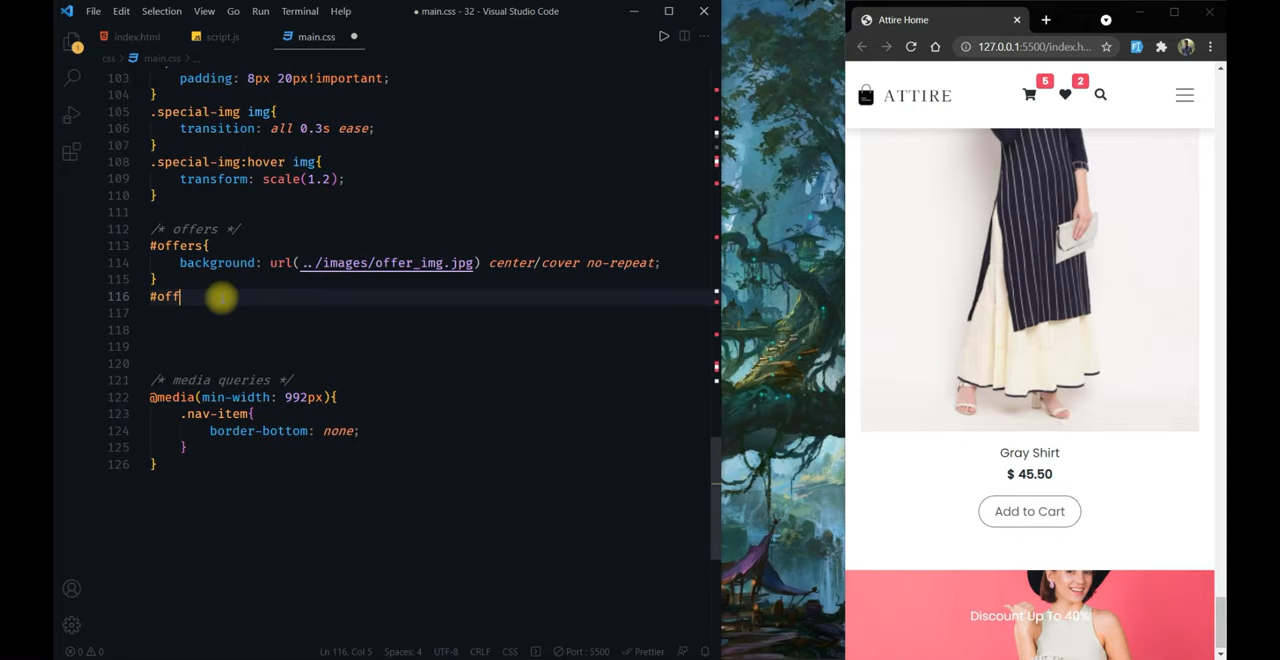 File Edit Selection View Go Run Terminal Help
● main.css - 32 - Visual Studio Code
index.html script.js main.css ●
css > main.css > ...
103 padding: 8px 20px!important;
104 }
105 .special-img img{
106 transition: all 0.3s ease;
107 }
108 .special-img:hover img{
109 transform: scale(1.2);
110 }
111
112 /* offers */
113 #offers{
114 background: url(../images/offer_img.jpg) center/cover no-repeat;
115 }
116 #off
117
118
119
120
121 /* media queries */
122 @media(min-width: 992px){
123 .nav-item{
124 border-bottom: none;
125 }
126 }
1
0 0
Ln 116, Col 5 Spaces: 4 UTF-8 CRLF CSS Port : 5500 Prettier
Attire Home
127.0.0.1:5500/index.h...
ATTIRE
5 2
Gray Shirt
$ 45.50
Add to Cart
Discount Up To 40%